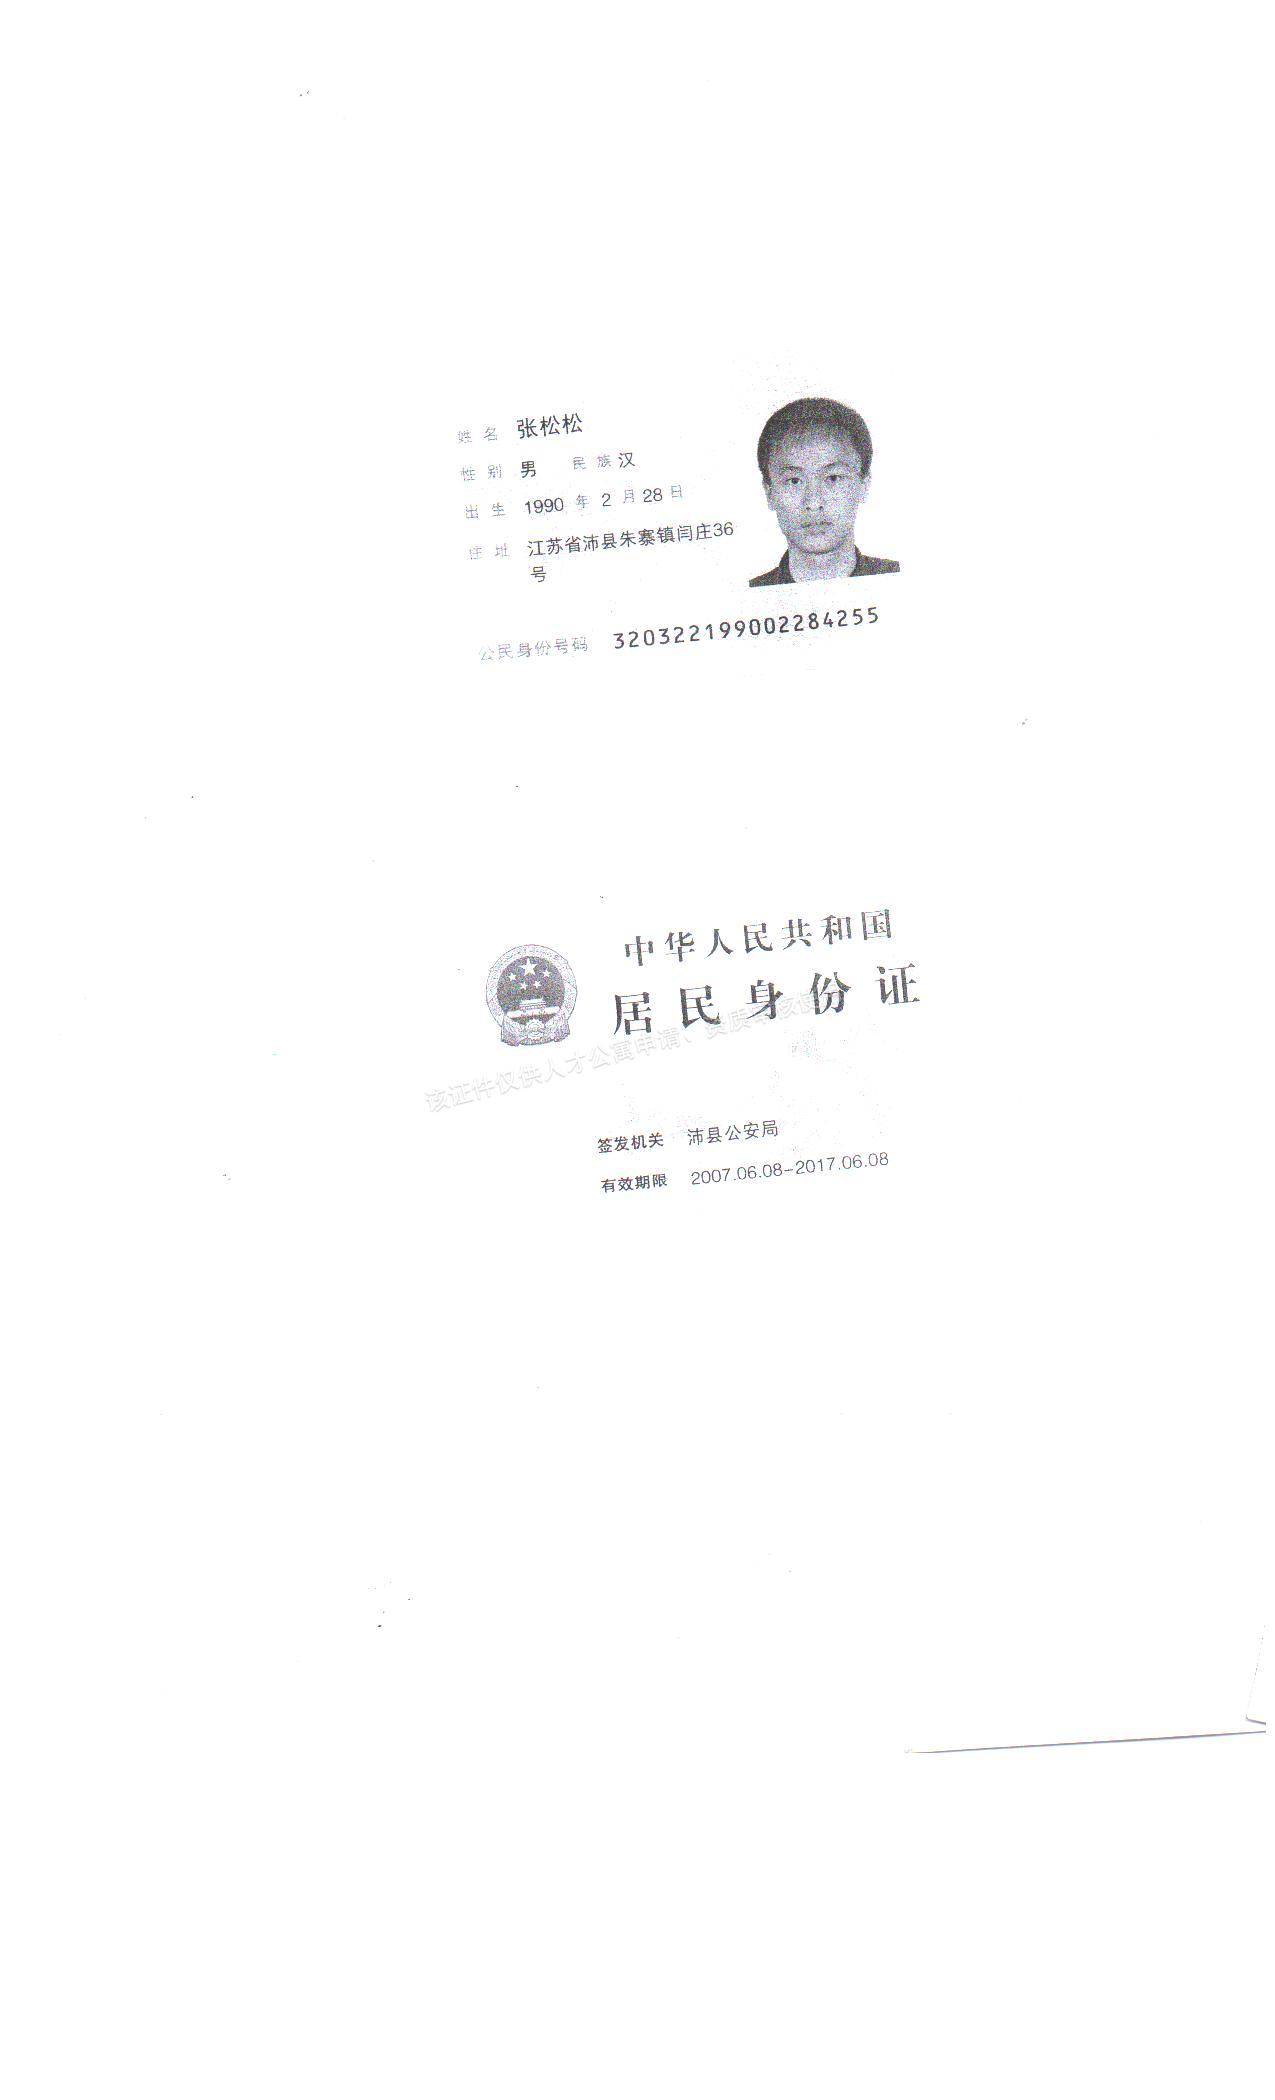 姓 名 张松松
性 别 男 民 族 汉
出 生 1990 年 2 月 28 日
住 址 江苏省沛县朱寨镇闫庄36
号
公民身份号码 320322199002284255
中华人民共和国
居民身份证
该证件仅供人才公寓申请、资质审核使用
签发机关 沛县公安局
有效期限 2007.06.08-2017.06.08